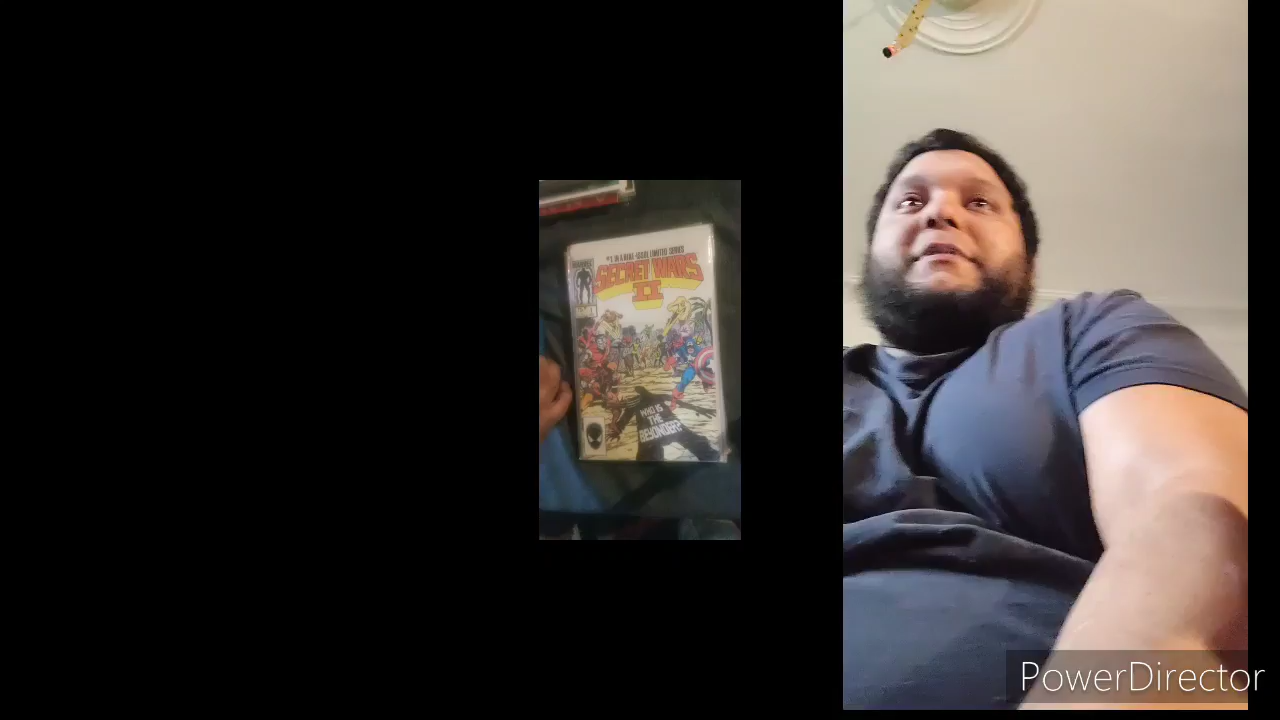 #1 IN A NINE-ISSUE LIMITED SERIES
SECRET WARS
II
WHO IS
THE
BEYONDER?
PowerDirector